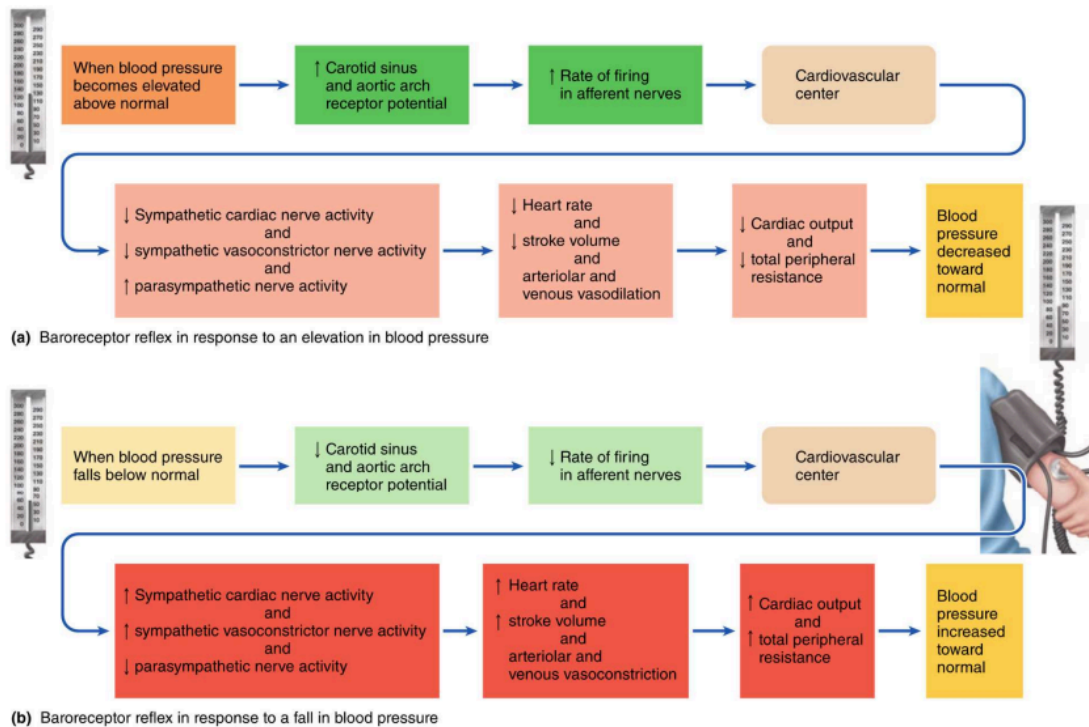 When blood pressure
becomes elevated
above normal
↑ Carotid sinus
and aortic arch
receptor potential
↑ Rate of firing
in afferent nerves
Cardiovascular
center
↓ Sympathetic cardiac nerve activity
and
↓ sympathetic vasoconstrictor nerve activity
and
↑ parasympathetic nerve activity
↓ Heart rate
and
↓ stroke volume
and
arteriolar and
venous vasodilation
↓ Cardiac output
and
↓ total peripheral
resistance
Blood
pressure
decreased
toward
normal
(a) Baroreceptor reflex in response to an elevation in blood pressure
When blood pressure
falls below normal
↓ Carotid sinus
and aortic arch
receptor potential
↓ Rate of firing
in afferent nerves
Cardiovascular
center
↑ Sympathetic cardiac nerve activity
and
↑ sympathetic vasoconstrictor nerve activity
and
↓ parasympathetic nerve activity
↑ Heart rate
and
↑ stroke volume
and
arteriolar and
venous vasoconstriction
↑ Cardiac output
and
↑ total peripheral
resistance
Blood
pressure
increased
toward
normal
(b) Baroreceptor reflex in response to a fall in blood pressure